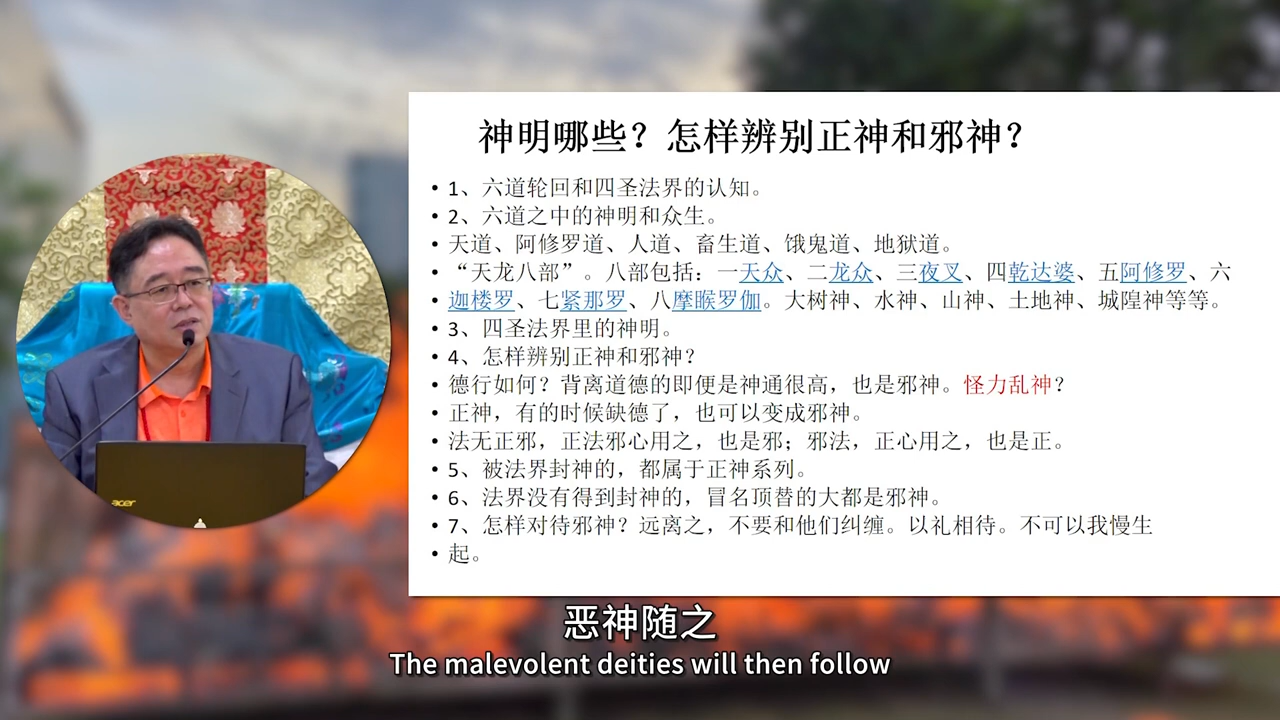 神明哪些？怎样辨别正神和邪神？
• 1、六道轮回和四圣法界的认知。
• 2、六道之中的神明和众生。
• 天道、阿修罗道、人道、畜生道、饿鬼道、地狱道。
• “天龙八部”。八部包括：一天众、二龙众、三夜叉、四乾达婆、五阿修罗、六
• 迦楼罗、七紧那罗、八摩睺罗伽。大树神、水神、山神、土地神、城隍神等等。
• 3、四圣法界里的神明。
• 4、怎样辨别正神和邪神？
• 德行如何？背离道德的即便是神通很高，也是邪神。怪力乱神？
• 正神，有的时候缺德了，也可以变成邪神。
• 法无正邪，正法邪心用之，也是邪；邪法，正心用之，也是正。
• 5、被法界封神的，都属于正神系列。
• 6、法界没有得到封神的，冒名顶替的大都是邪神。
• 7、怎样对待邪神？远离之，不要和他们纠缠。以礼相待。不可以我慢生
• 起。
acer
恶神随之
The malevolent deities will then follow